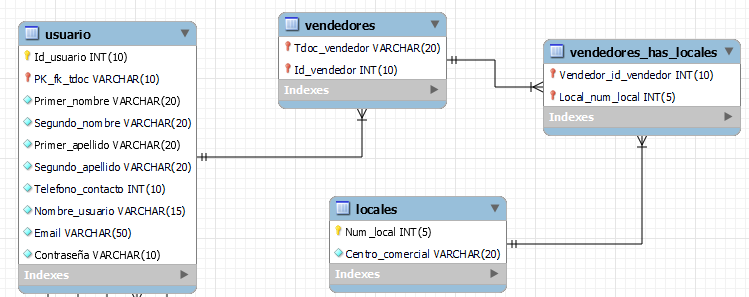 usuario
Id_usuario INT(10)
PK_fk_tdoc VARCHAR(10)
Primer_nombre VARCHAR(20)
Segundo_nombre VARCHAR(20)
Primer_apellido VARCHAR(20)
Segundo_apellido VARCHAR(20)
Telefono_contacto INT(10)
Nombre_usuario VARCHAR(15)
Email VARCHAR(50)
Contraseña VARCHAR(10)
Indexes
vendedores
Tdoc_vendedor VARCHAR(20)
Id_vendedor INT(10)
Indexes
vendedores_has_locales
Vendedor_id_vendedor INT(10)
Local_num_local INT(5)
Indexes
locales
Num_local INT(5)
Centro_comercial VARCHAR(20)
Indexes